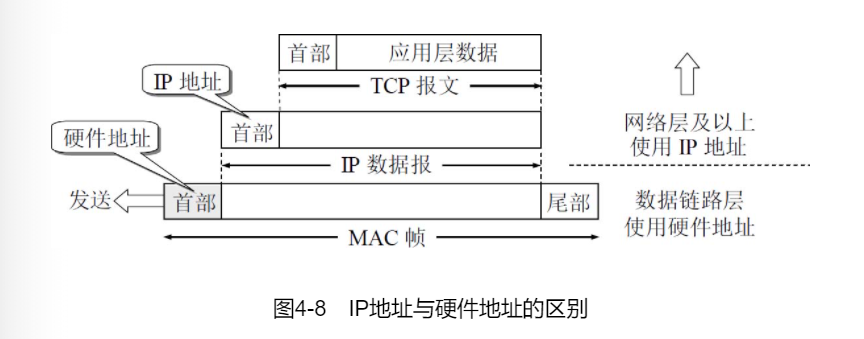 首部 应用层数据
IP 地址
TCP 报文
硬件地址
首部
网络层及以上
使用 IP 地址
IP 数据报
发送
首部
尾部
数据链路层
使用硬件地址
MAC 帧
图4-8 IP地址与硬件地址的区别